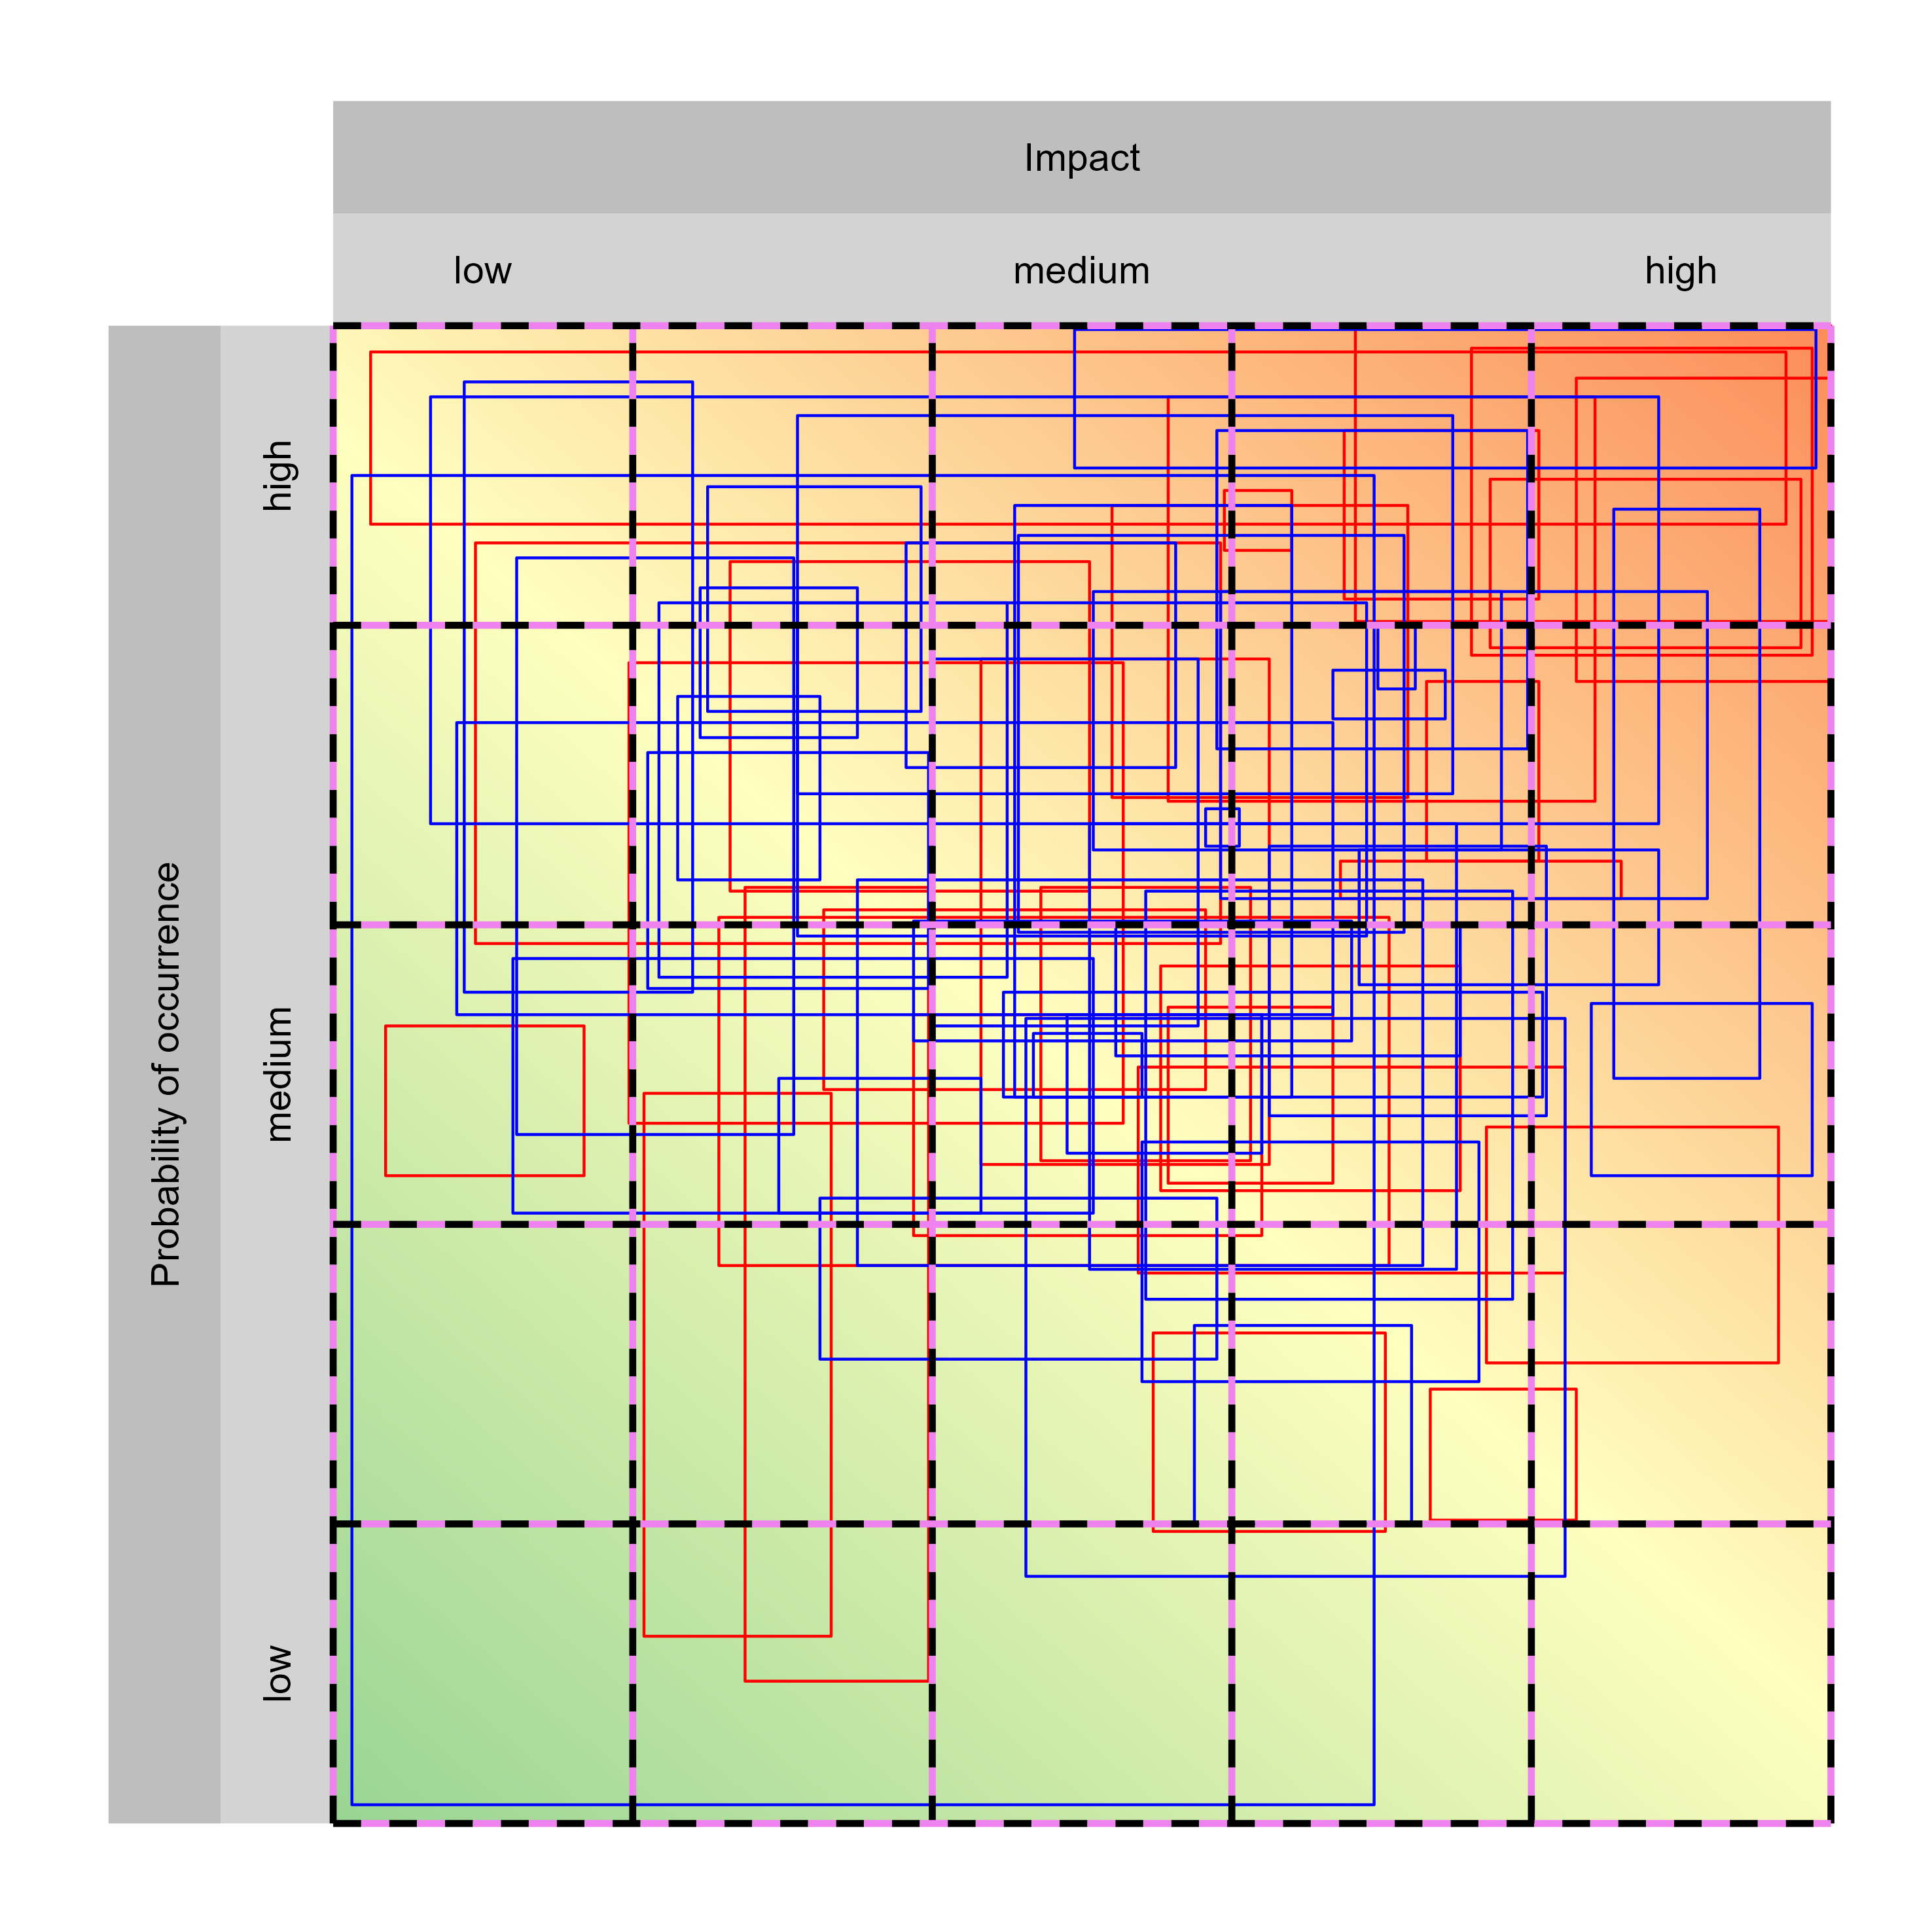 Impact
low
medium
high
Probability of occurrence
high
medium
low